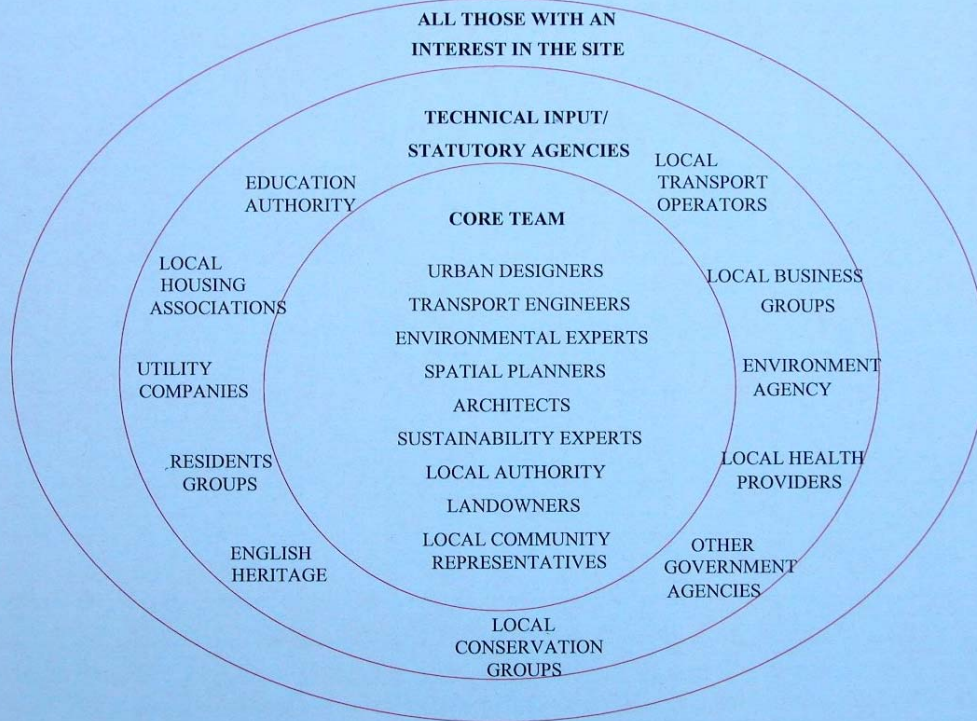 ALL THOSE WITH AN
INTEREST IN THE SITE
TECHNICAL INPUT/
STATUTORY AGENCIES
EDUCATION
AUTHORITY
LOCAL
TRANSPORT
OPERATORS
CORE TEAM
LOCAL
HOUSING
ASSOCIATIONS
URBAN DESIGNERS
TRANSPORT ENGINEERS
ENVIRONMENTAL EXPERTS
SPATIAL PLANNERS
ARCHITECTS
SUSTAINABILITY EXPERTS
LOCAL AUTHORITY
LANDOWNERS
LOCAL COMMUNITY
REPRESENTATIVES
LOCAL BUSINESS
GROUPS
UTILITY
COMPANIES
ENVIRONMENT
AGENCY
RESIDENTS
GROUPS
LOCAL HEALTH
PROVIDERS
ENGLISH
HERITAGE
OTHER
GOVERNMENT
AGENCIES
LOCAL
CONSERVATION
GROUPS